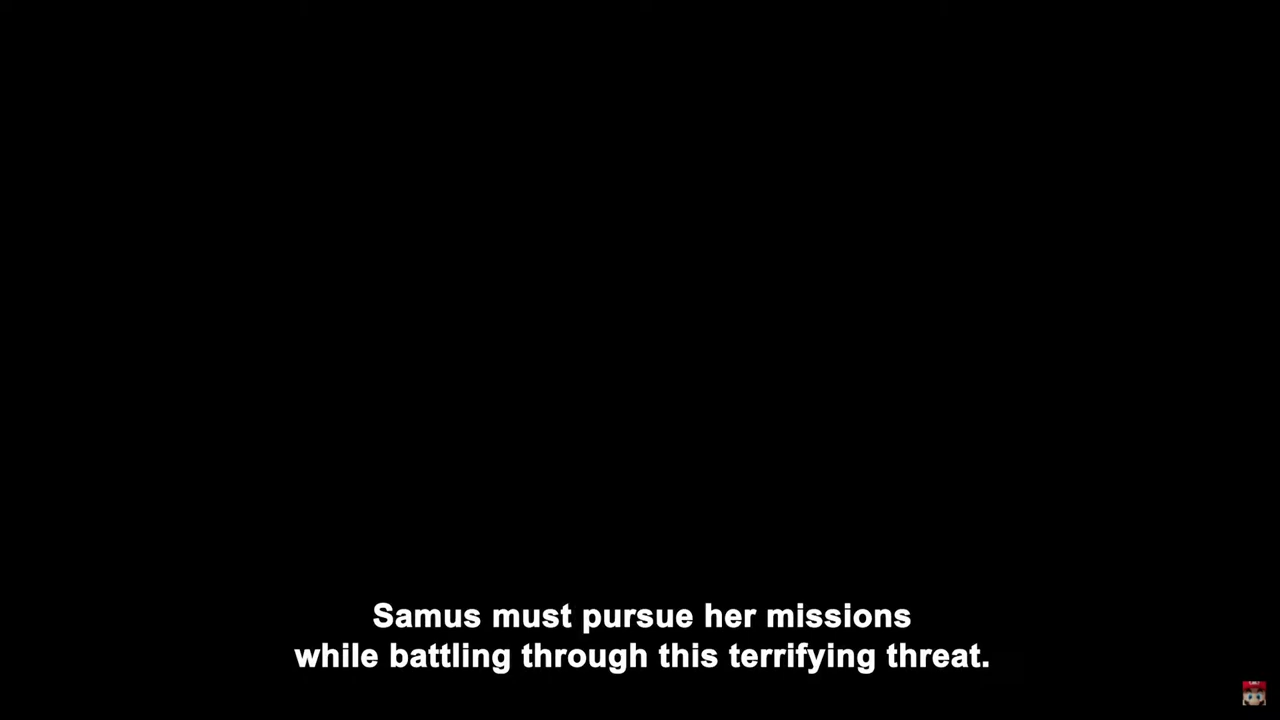 Samus must pursue her missions
while battling through this terrifying threat.